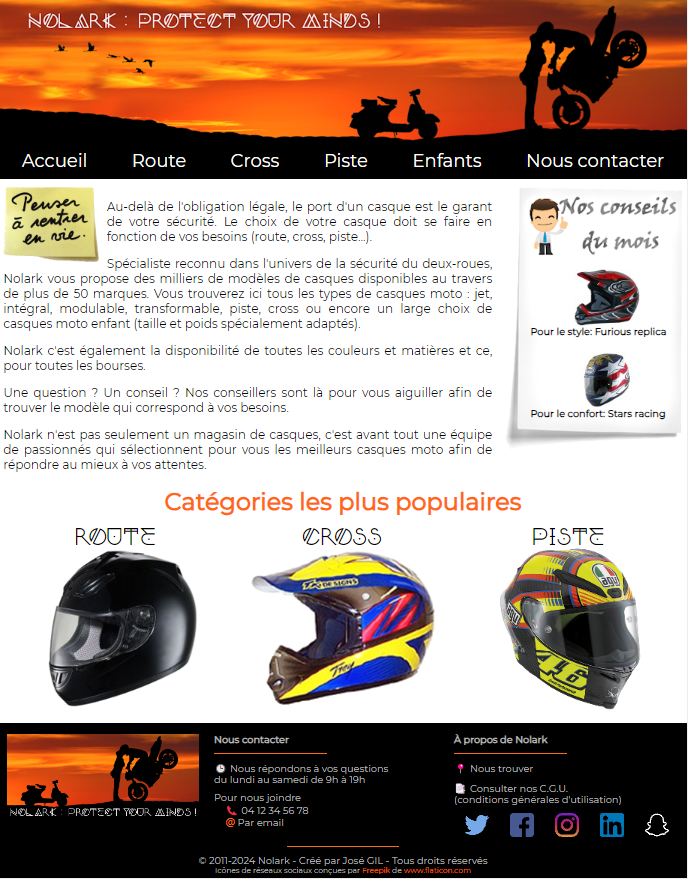 NOLARK : PROTECT YOUR MINDS !
Accueil Route Cross Piste Enfants Nous contacter
Penser
à rentrer
en vie.
Au-delà de l'obligation légale, le port d'un casque est le garant
de votre sécurité. Le choix de votre casque doit se faire en
fonction de vos besoins (route, cross, piste...).
Spécialiste reconnu dans l'univers de la sécurité du deux-roues,
Nolark vous propose des milliers de modèles de casques disponibles au travers
de plus de 50 marques. Vous trouverez ici tous les types de casques moto : jet,
intégral, modulable, transformable, piste, cross ou encore un large choix de
casques moto enfant (taille et poids spécialement adaptés).
Nolark c'est également la disponibilité de toutes les couleurs et matières et ce,
pour toutes les bourses.
Une question ? Un conseil ? Nos conseillers sont là pour vous aiguiller afin de
trouver le modèle qui correspond à vos besoins.
Nolark n'est pas seulement un magasin de casques, c'est avant tout une équipe
de passionnés qui sélectionnent pour vous les meilleurs casques moto afin de
répondre au mieux à vos attentes.
Nos conseils
du mois
Pour le style: Furious replica
Pour le confort: Stars racing
Catégories les plus populaires
ROUTE CROSS PISTE
DESIGNS
Troy
AGV
AGV
46
NOLARK : PROTECT YOUR MINDS !
Nous contacter
Nous répondons à vos questions
du lundi au samedi de 9h à 19h
Pour nous joindre
04 12 34 56 78
@ Par email
À propos de Nolark
Nous trouver
Consulter nos C.G.U.
(conditions générales d'utilisation)
© 2011-2024 Nolark - Créé par José GIL - Tous droits réservés
Icônes de réseaux sociaux conçues par Freepik de www.flaticon.com